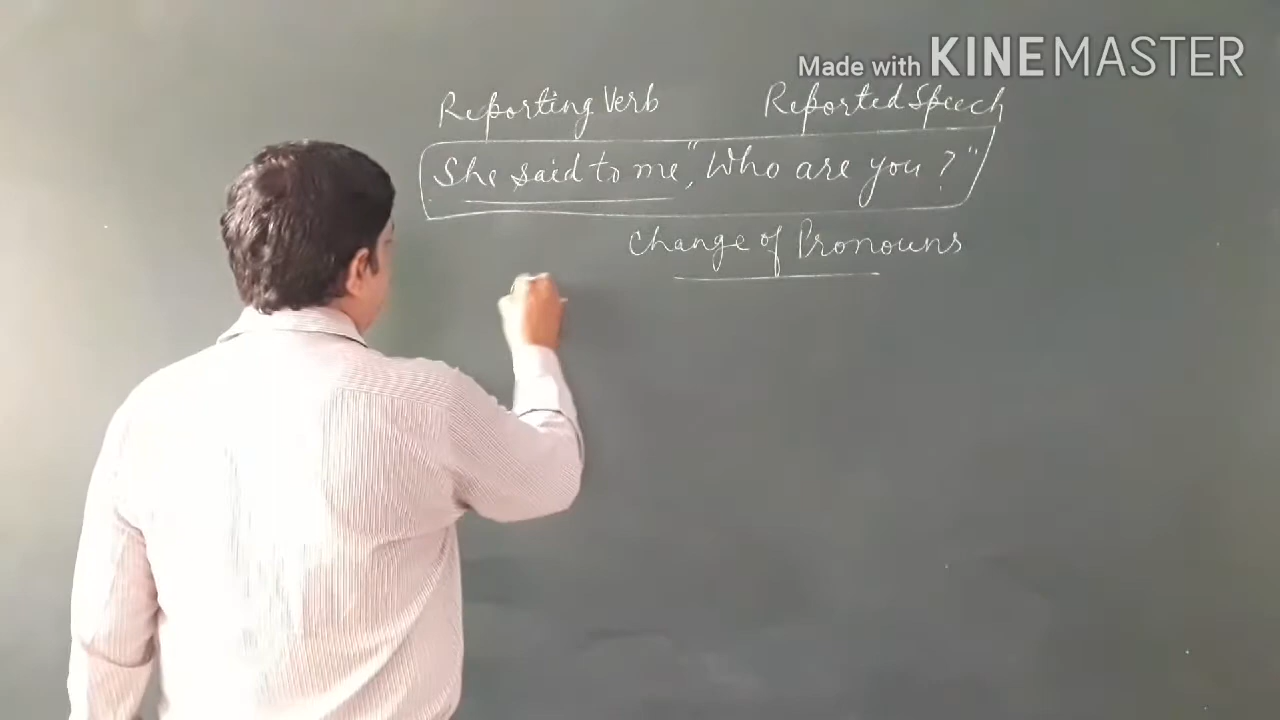 Made with KINEMASTER
Reporting Verb Reported Speech
She said to me, "Who are you?"
Change of Pronouns